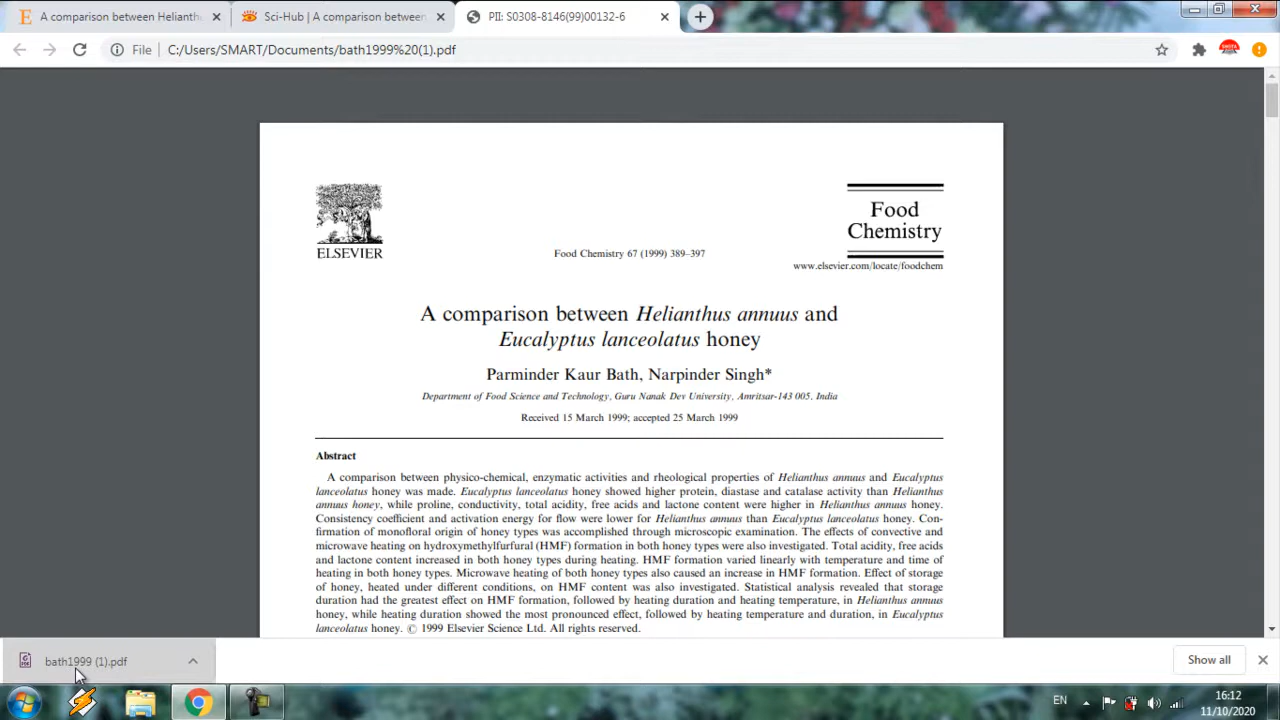 A comparison between Helianth
Sci-Hub | A comparison between
PII: S0308-8146(99)00132-6
File | C:/Users/SMART/Documents/bath1999%20(1).pdf
ELSEVIER
Food Chemistry 67 (1999) 389–397
Food
Chemistry
www.elsevier.com/locate/foodchem
A comparison between Helianthus annuus and
Eucalyptus lanceolatus honey
Parminder Kaur Bath, Narpinder Singh*
Department of Food Science and Technology, Guru Nanak Dev University, Amritsar-143 005, India
Received 15 March 1999; accepted 25 March 1999
Abstract
A comparison between physico-chemical, enzymatic activities and rheological properties of Helianthus annuus and Eucalyptus
lanceolatus honey was made. Eucalyptus lanceolatus honey showed higher protein, diastase and catalase activity than Helianthus
annuus honey, while proline, conductivity, total acidity, free acids and lactone content were higher in Helianthus annuus honey.
Consistency coefficient and activation energy for flow were lower for Helianthus annuus than Eucalyptus lanceolatus honey. Con-
firmation of monofloral origin of honey types was accomplished through microscopic examination. The effects of convective and
microwave heating on hydroxymethylfurfural (HMF) formation in both honey types were also investigated. Total acidity, free acids
and lactone content increased in both honey types during heating. HMF formation varied linearly with temperature and time of
heating in both honey types. Microwave heating of both honey types also caused an increase in HMF formation. Effect of storage
of honey, heated under different conditions, on HMF content was also investigated. Statistical analysis revealed that storage
duration had the greatest effect on HMF formation, followed by heating duration and heating temperature, in Helianthus annuus
honey, while heating duration showed the most pronounced effect, followed by heating temperature and duration, in Eucalyptus
lanceolatus honey. © 1999 Elsevier Science Ltd. All rights reserved.
bath1999 (1).pdf
Show all
EN
16:12
11/10/2020